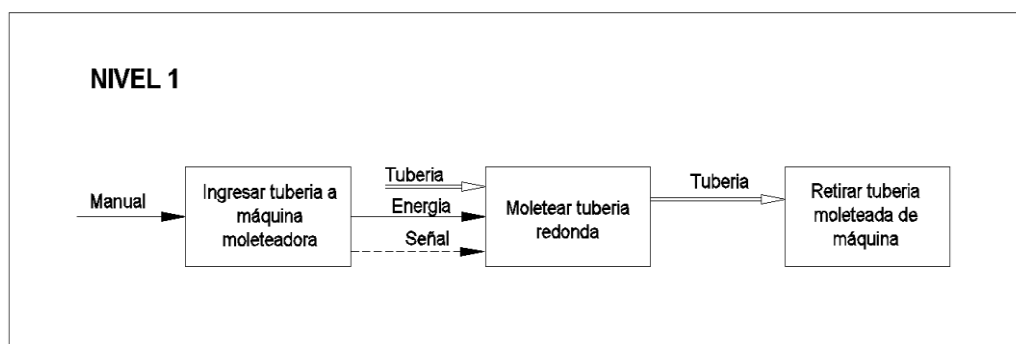 NIVEL 1
Manual
Ingresar tuberia a
máquina
moleteadora
Tuberia
Energia
Señal
Moletear tuberia
redonda
Tuberia
Retirar tuberia
moleteada de
máquina